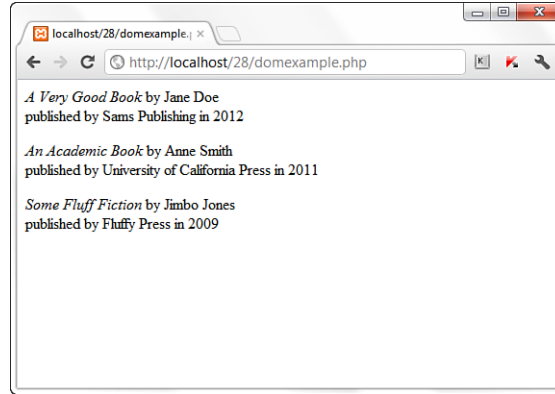 localhost/28/domexample.p
http://localhost/28/domexample.php
A Very Good Book by Jane Doe
published by Sams Publishing in 2012
An Academic Book by Anne Smith
published by University of California Press in 2011
Some Fluff Fiction by Jimbo Jones
published by Fluffy Press in 2009